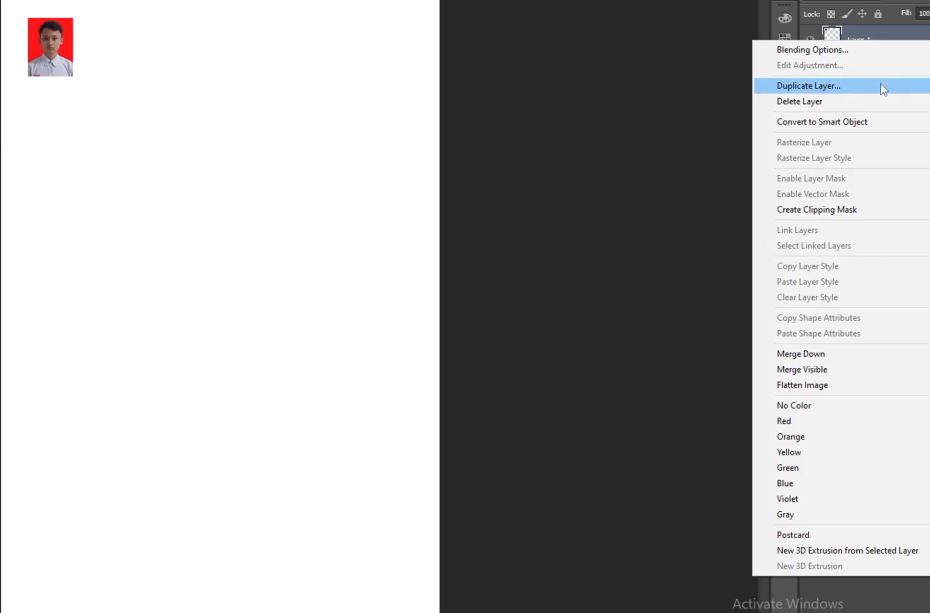 Lock:
Fill:
100
Blending Options...
Edit Adjustment...
Duplicate Layer...
Delete Layer
Convert to Smart Object
Rasterize Layer
Rasterize Layer Style
Enable Layer Mask
Enable Vector Mask
Create Clipping Mask
Link Layers
Select Linked Layers
Copy Layer Style
Paste Layer Style
Clear Layer Style
Copy Shape Attributes
Paste Shape Attributes
Merge Down
Merge Visible
Flatten Image
No Color
Red
Orange
Yellow
Green
Blue
Violet
Gray
Postcard
New 3D Extrusion from Selected Layer
New 3D Extrusion
Activate Windows